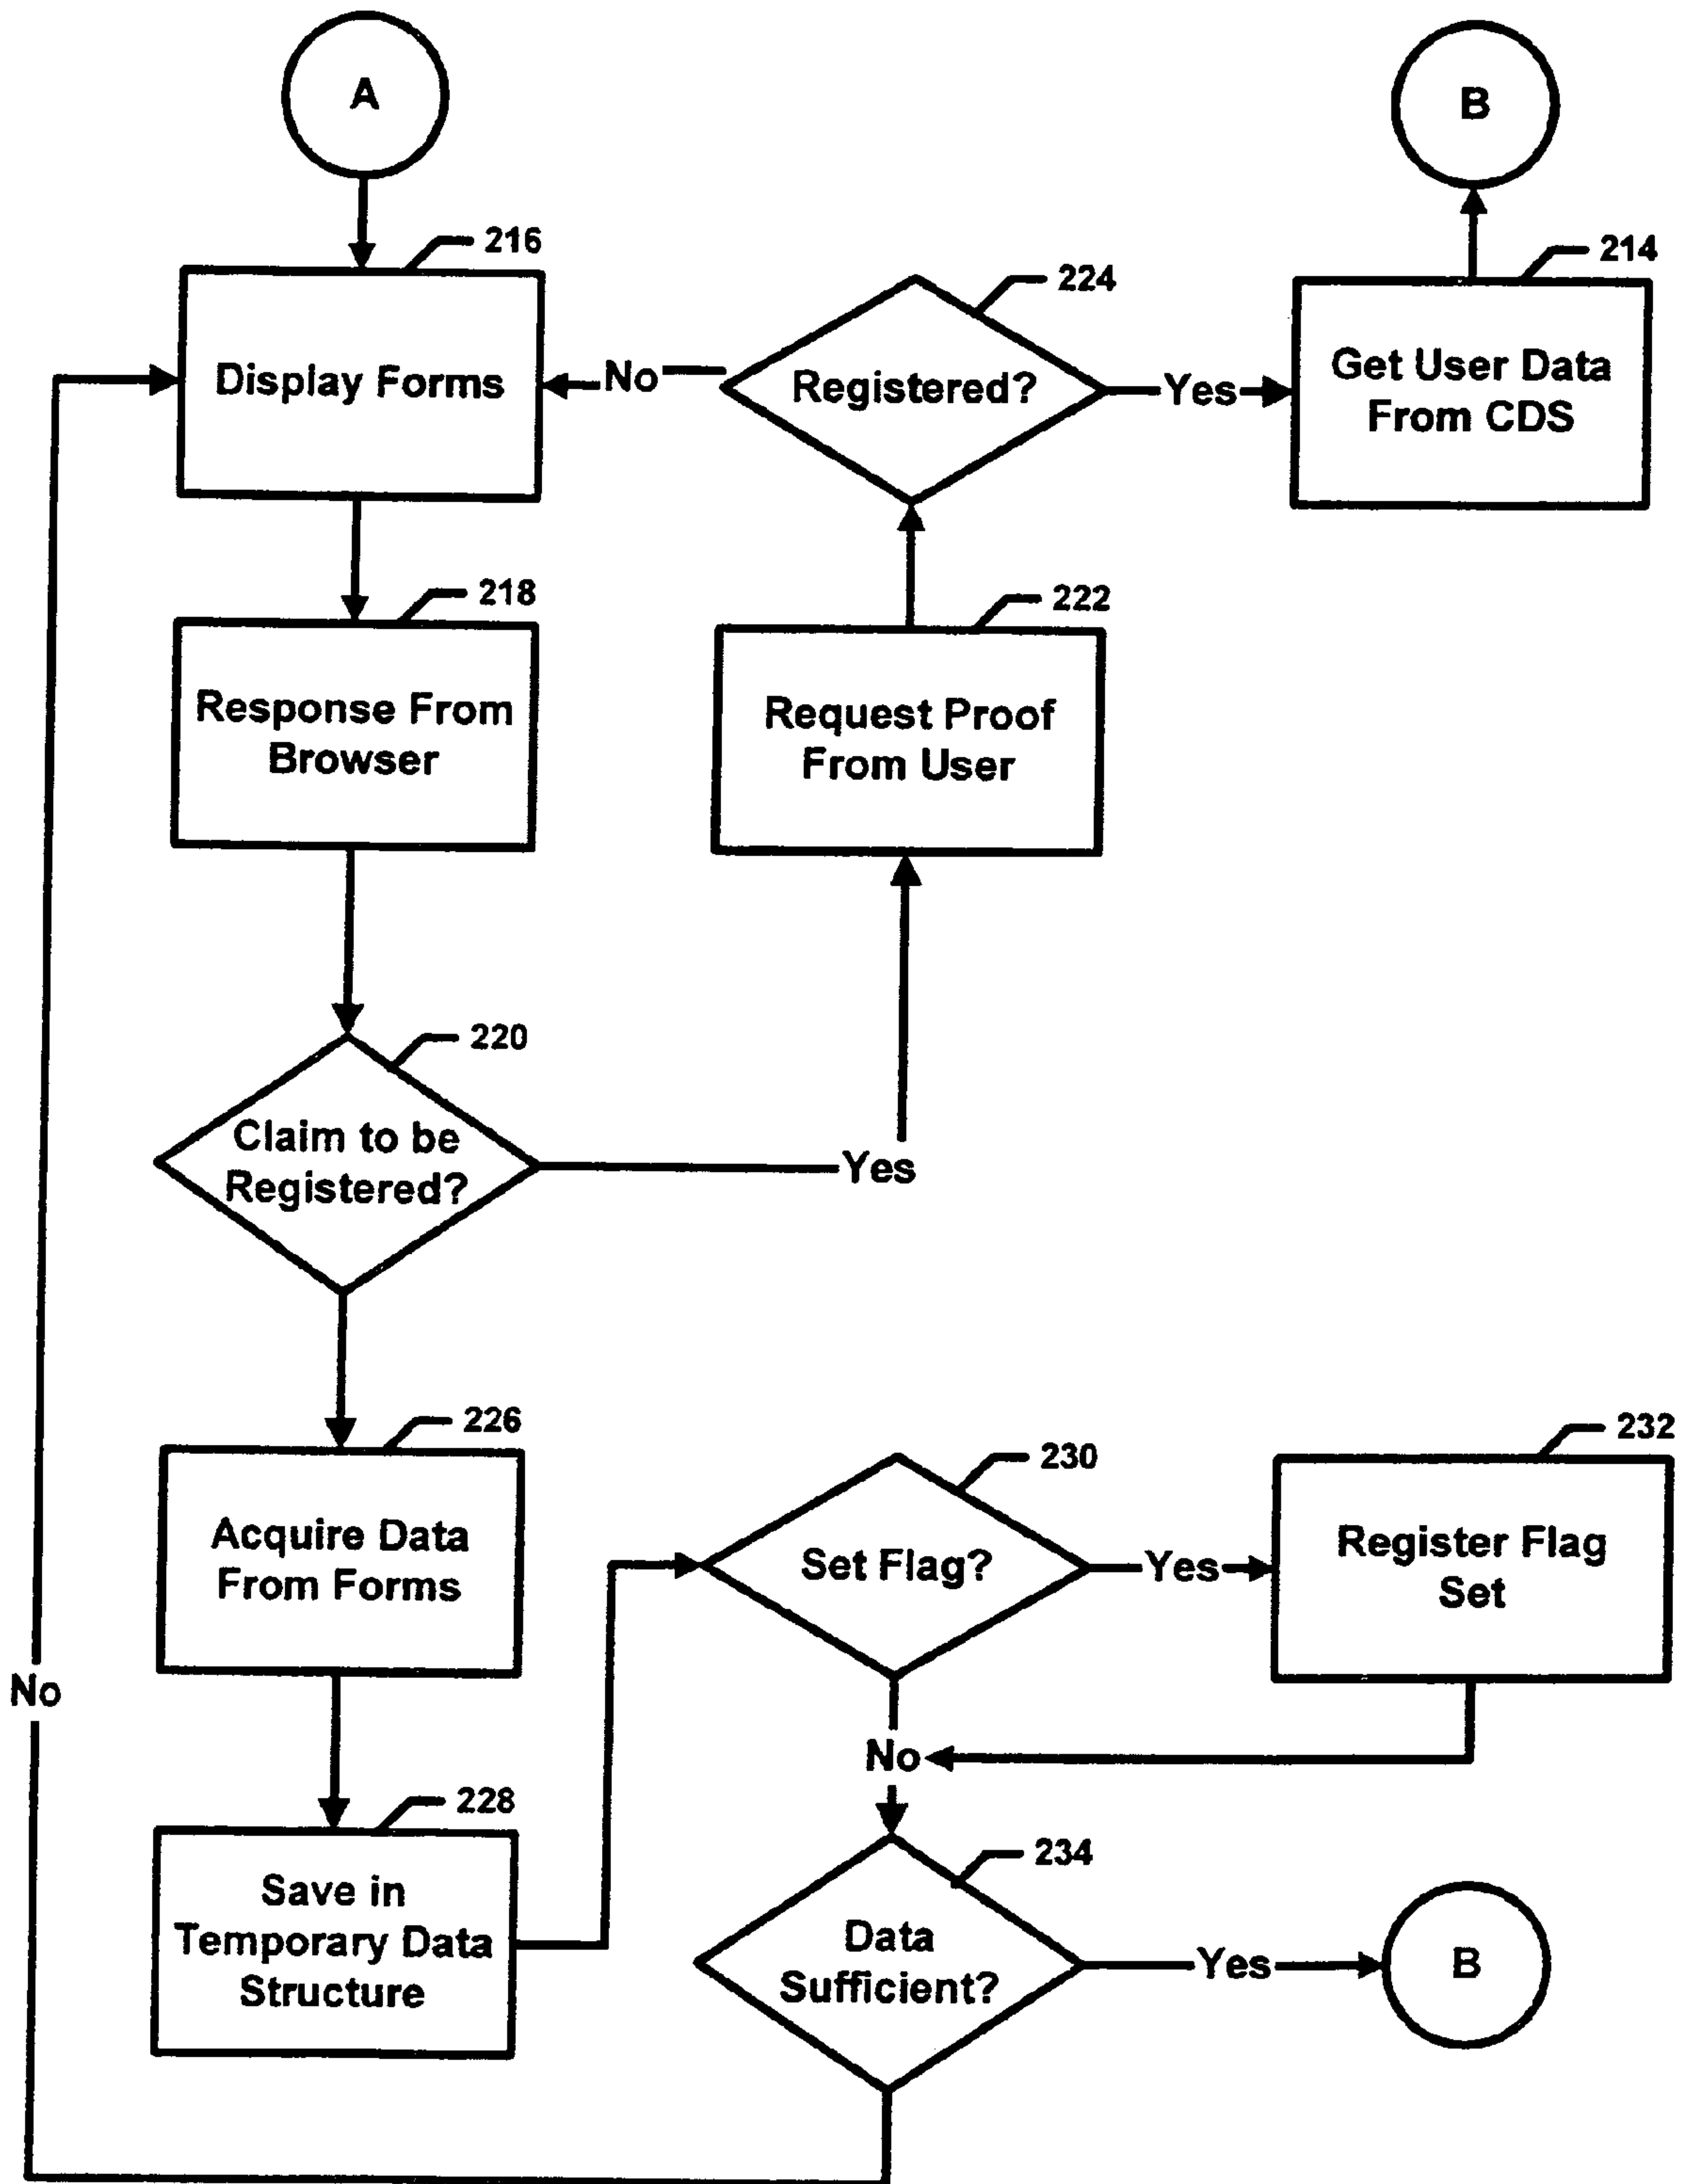 A
B
216
Display Forms
No
224
Registered?
Yes
214
Get User Data
From CDS
218
Response From
Browser
222
Request Proof
From User
220
Claim to be
Registered?
Yes
226
Acquire Data
From Forms
230
Set Flag?
Yes
232
Register Flag
Set
No
No
228
Save in
Temporary Data
Structure
234
Data
Sufficient?
Yes
B